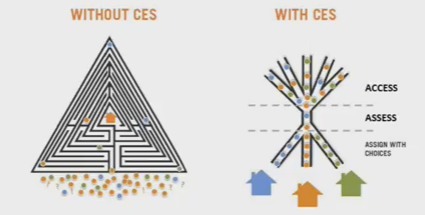 WITHOUT CES
WITH CES
ACCESS
ASSESS
ASSIGN WITH
CHOICES